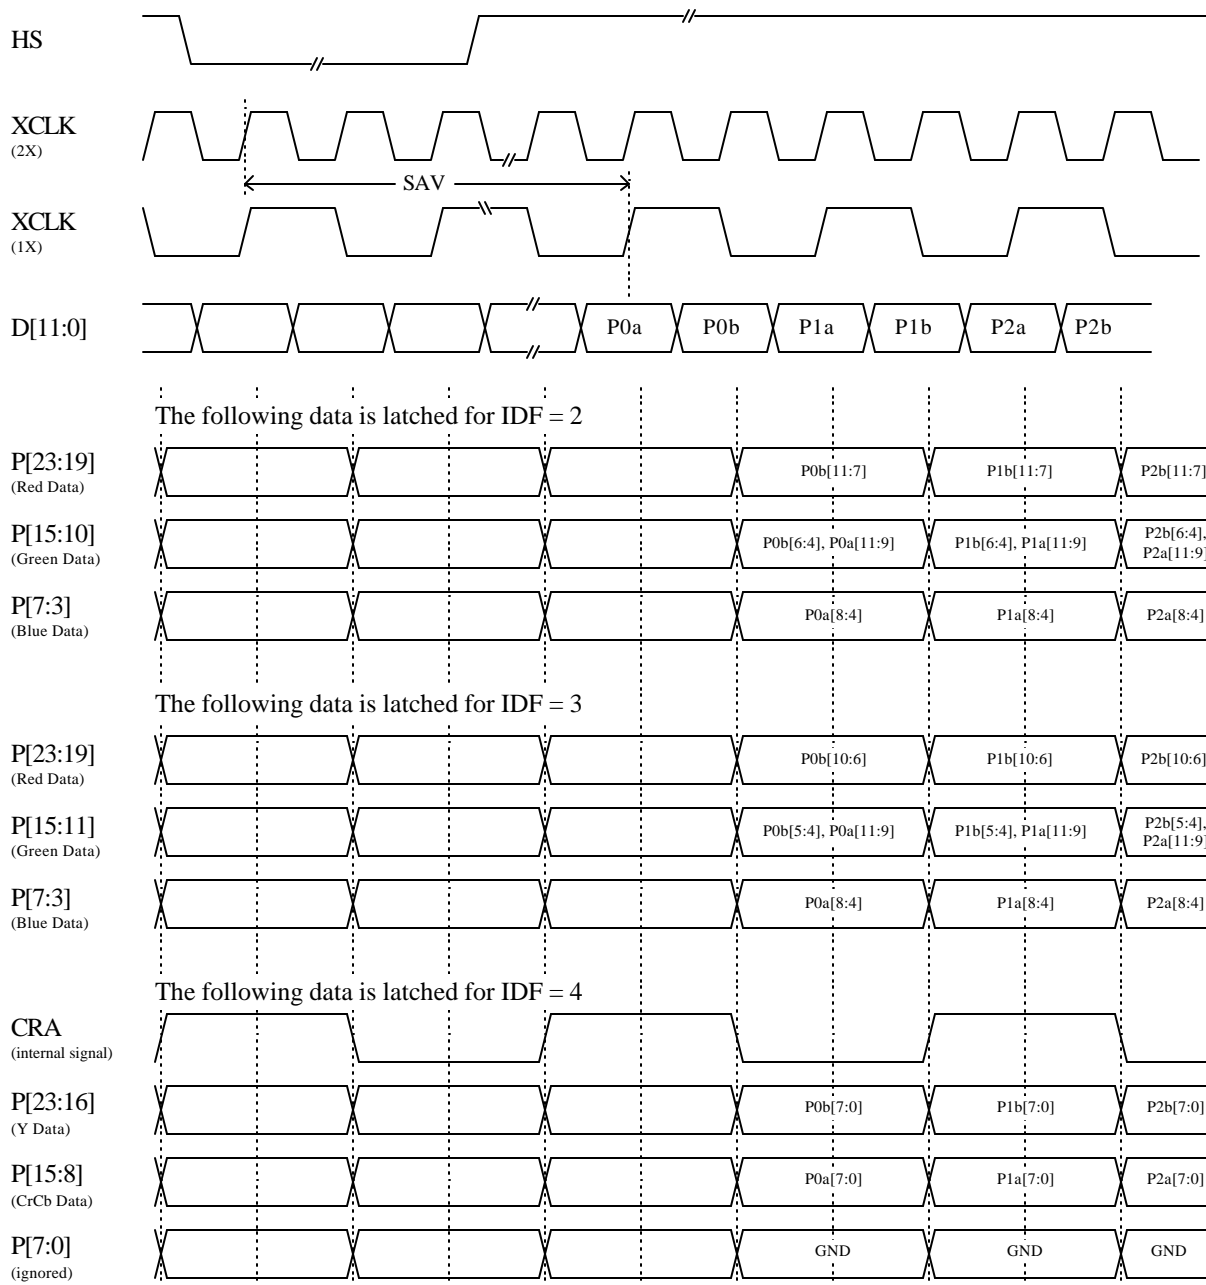 HS
XCLK
(2X)
SAV
XCLK
(1X)
D[11:0]
P0a P0b P1a P1b P2a P2b
The following data is latched for IDF = 2
P[23:19]
(Red Data)
P0b[11:7] P1b[11:7] P2b[11:7]
P[15:10]
(Green Data)
P0b[6:4], P0a[11:9] P1b[6:4], P1a[11:9] P2b[6:4],
P2a[11:9]
P[7:3]
(Blue Data)
P0a[8:4] P1a[8:4] P2a[8:4]
The following data is latched for IDF = 3
P[23:19]
(Red Data)
P0b[10:6] P1b[10:6] P2b[10:6]
P[15:11]
(Green Data)
P0b[5:4], P0a[11:9] P1b[5:4], P1a[11:9] P2b[5:4],
P2a[11:9]
P[7:3]
(Blue Data)
P0a[8:4] P1a[8:4] P2a[8:4]
The following data is latched for IDF = 4
CRA
(internal signal)
P[23:16]
(Y Data)
P0b[7:0] P1b[7:0] P2b[7:0]
P[15:8]
(CrCb Data)
P0a[7:0] P1a[7:0] P2a[7:0]
P[7:0]
(ignored)
GND GND GND